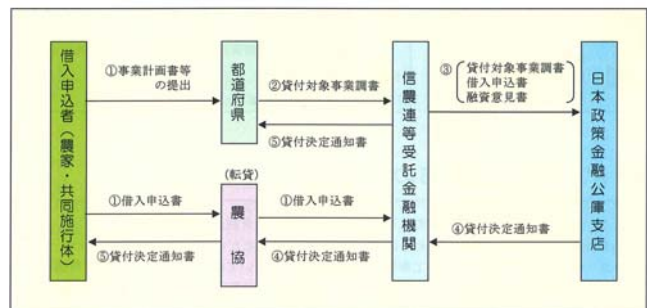 借入申込者（農家・共同施行体）
①事業計画書等
の提出
都道府県
②貸付対象事業調書
⑤貸付決定通知書
信農連等受託金融機関
③
貸付対象事業調書
借入申込書
融資意見書
日本政策金融公庫支店
①借入申込書
(転貸)
農協
①借入申込書
④貸付決定通知書
⑤貸付決定通知書
④貸付決定通知書